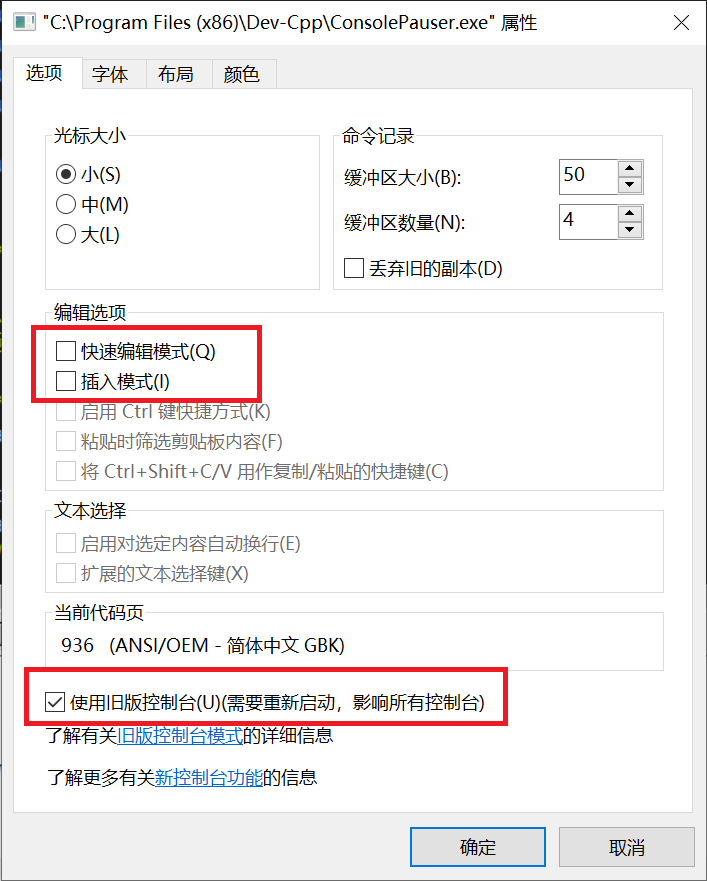 "C:\Program Files (x86)\Dev-Cpp\ConsolePauser.exe" 属性
选项 字体 布局 颜色
光标大小
小(S)
中(M)
大(L)
命令记录
缓冲区大小(B): 50
缓冲区数量(N): 4
丢弃旧的副本(D)
编辑选项
快速编辑模式(Q)
插入模式(I)
启用 Ctrl 键快捷方式(K)
粘贴时筛选剪贴板内容(F)
将 Ctrl+Shift+C/V 用作复制/粘贴的快捷键(C)
文本选择
启用对选定内容自动换行(E)
扩展的文本选择键(X)
当前代码页
936 (ANSI/OEM - 简体中文 GBK)
使用旧版控制台(U)(需要重新启动，影响所有控制台)
了解有关旧版控制台模式的详细信息
了解更多有关新控制台功能的信息
确定 取消